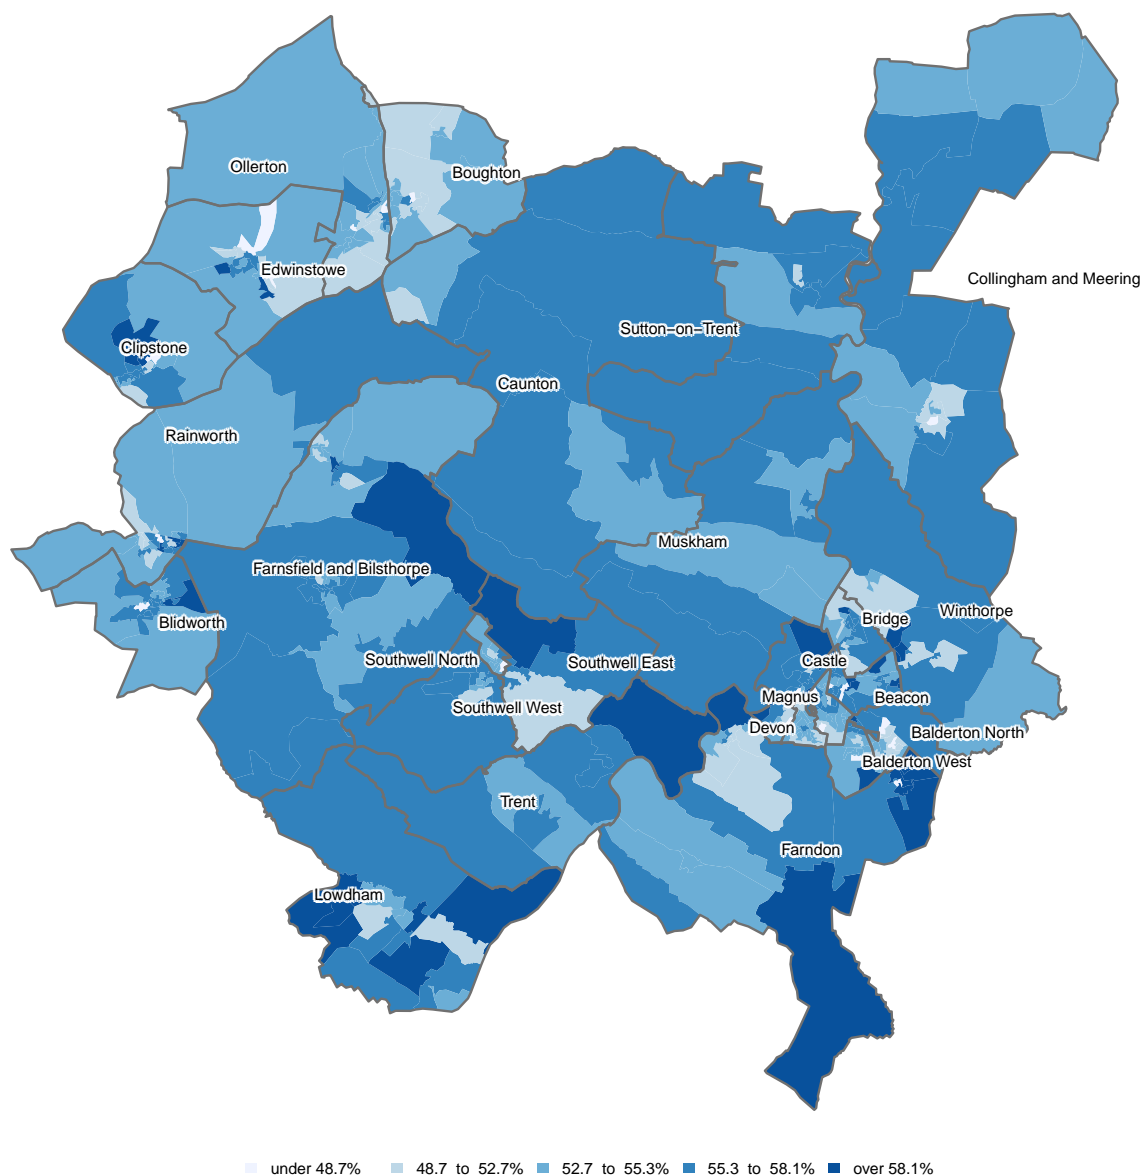 Ollerton
Boughton
Edwinstowe
Collingham and Meering
Sutton–on–Trent
Clipstone
Caunton
Rainworth
Muskham
Farnsfield and Bilsthorpe
Winthorpe
Bridge
Blidworth
Southwell North
Southwell East
Castle
Magnus
Beacon
Southwell West
Devon
Balderton North
Balderton West
Trent
Farndon
Lowdham
under 48.7% 48.7 to 52.7% 52.7 to 55.3% 55.3 to 58.1% over 58.1%